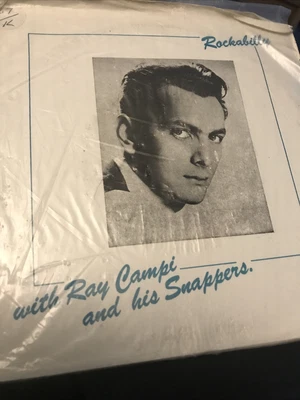 Rockabilly
with Ray Campi
and his Snappers.